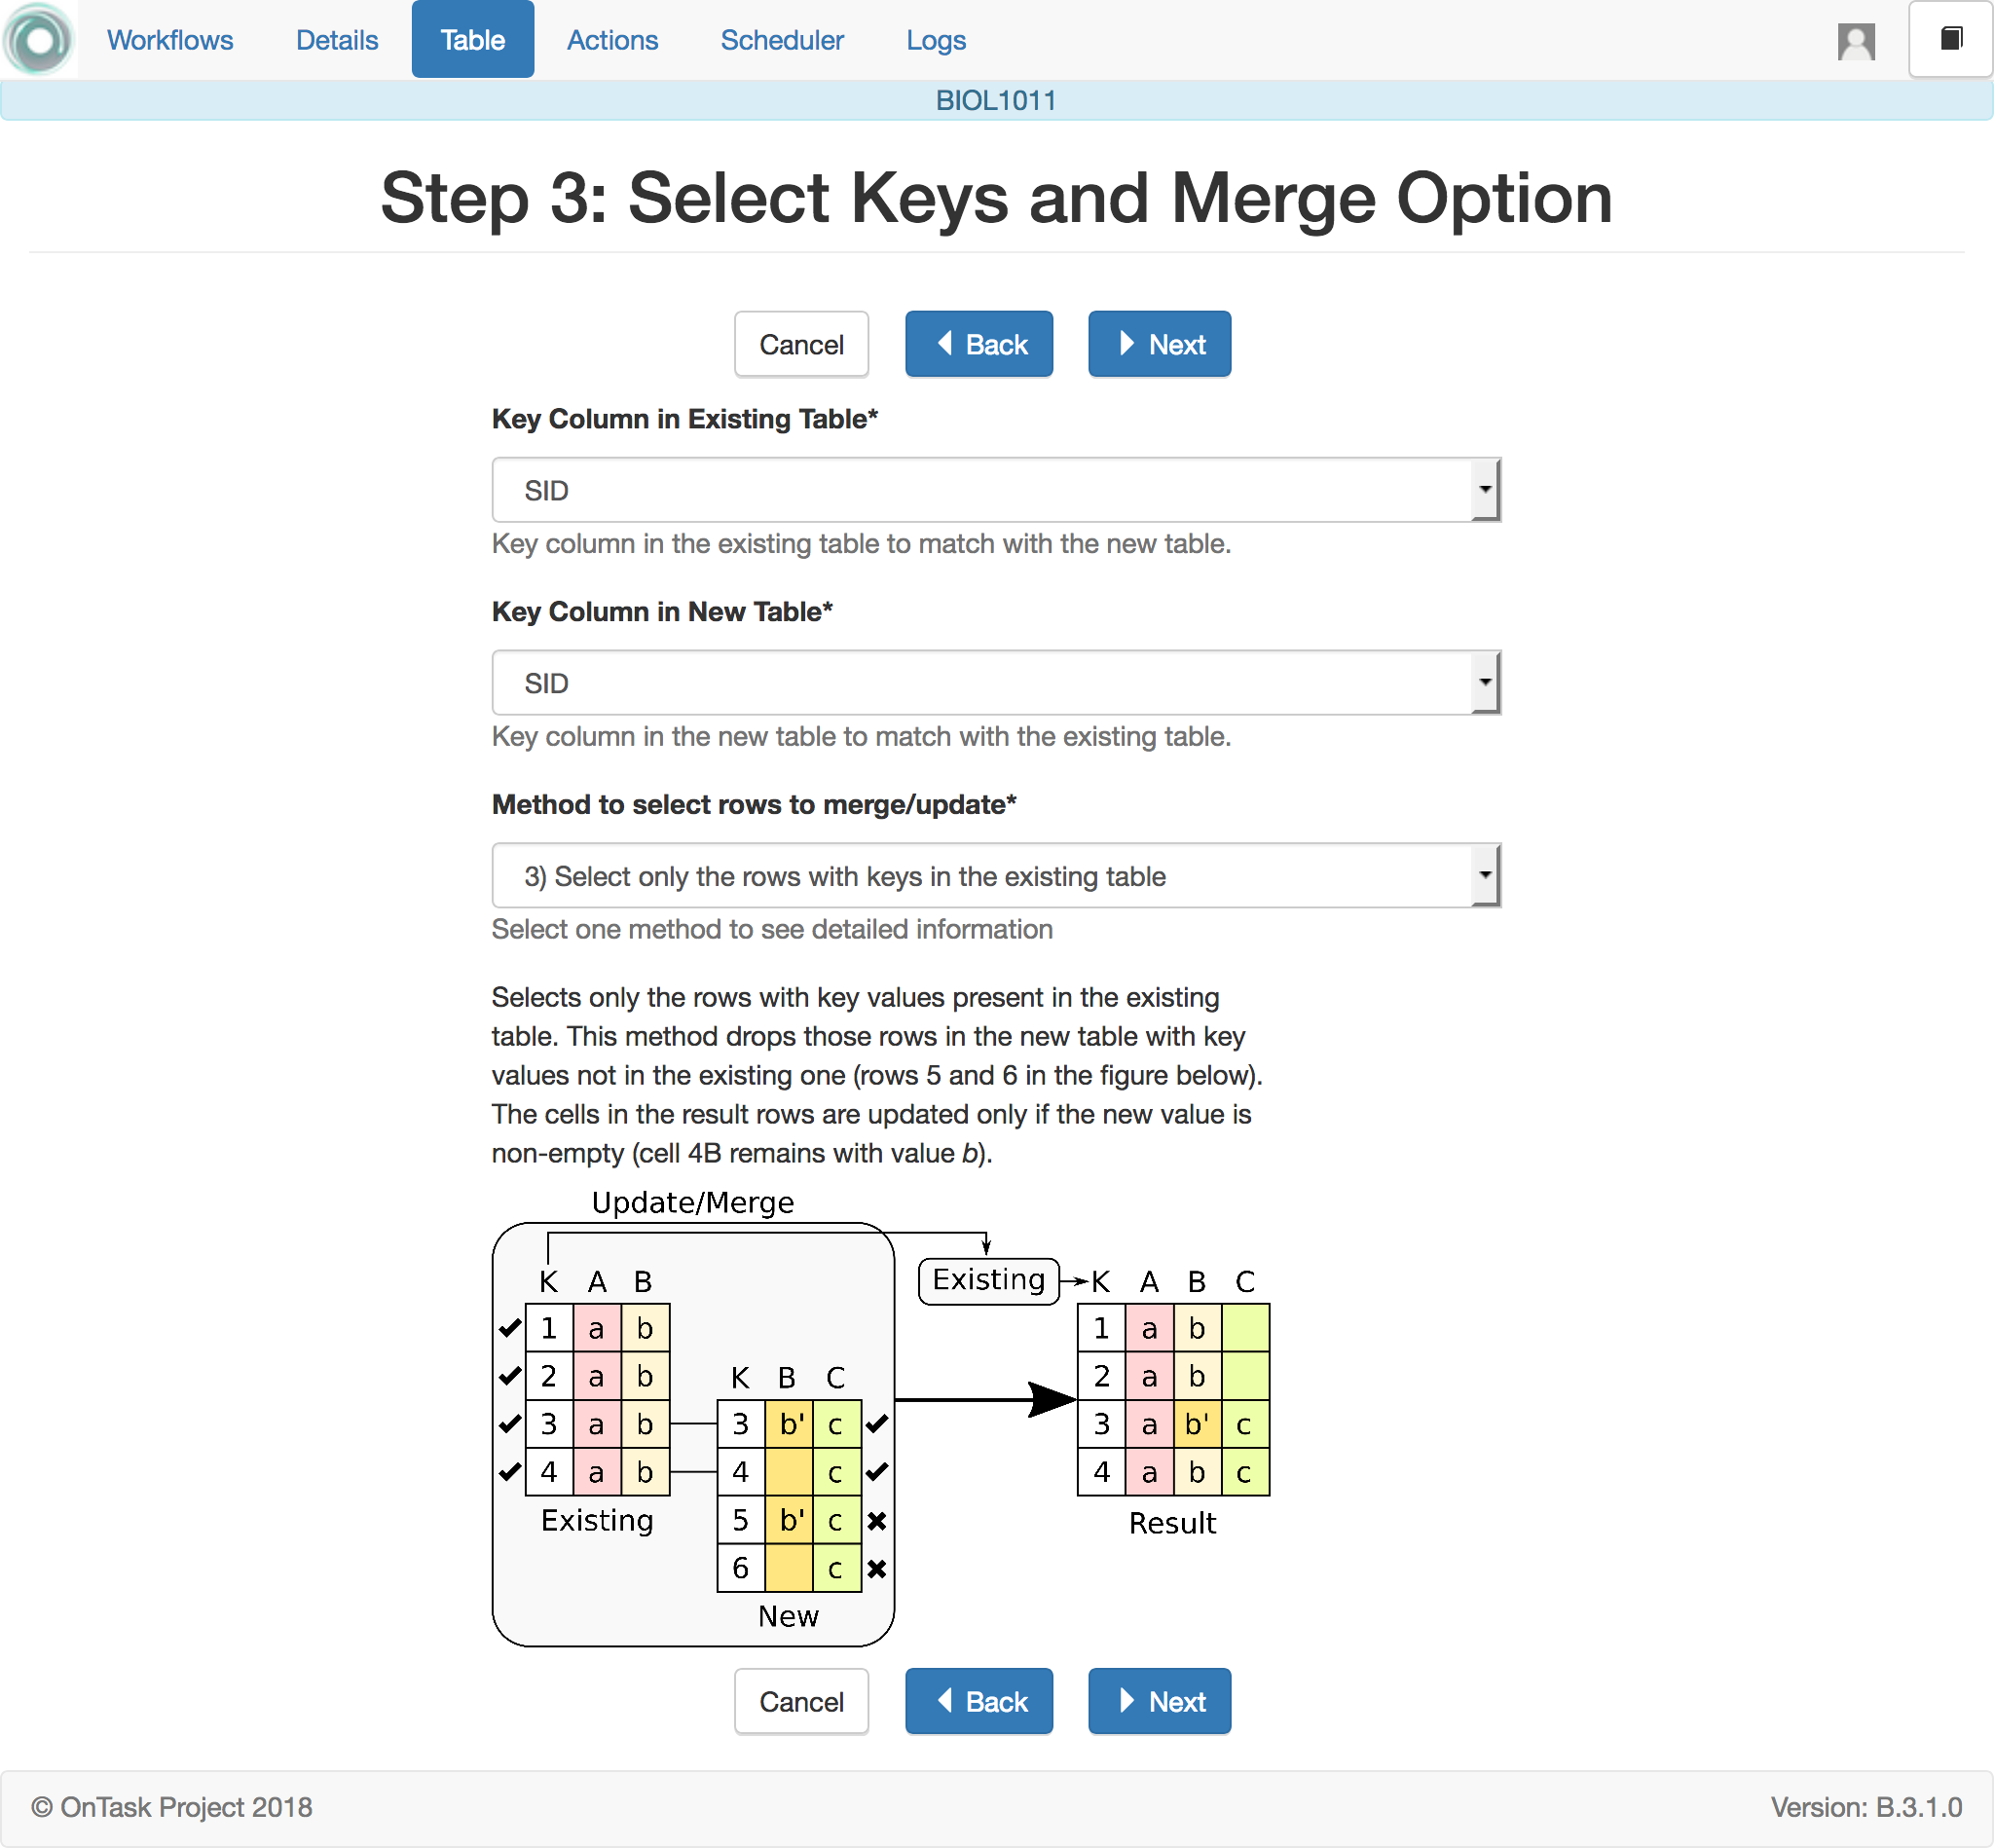 Workflows Details Table Actions Scheduler Logs
BIOL1011
Step 3: Select Keys and Merge Option
Cancel Back Next
Key Column in Existing Table*
SID
Key column in the existing table to match with the new table.
Key Column in New Table*
SID
Key column in the new table to match with the existing table.
Method to select rows to merge/update*
3) Select only the rows with keys in the existing table
Select one method to see detailed information
Selects only the rows with key values present in the existing
table. This method drops those rows in the new table with key
values not in the existing one (rows 5 and 6 in the figure below).
The cells in the result rows are updated only if the new value is
non-empty (cell 4B remains with value b).
Update/Merge
K A B
1 a b
2 a b
3 a b
4 a b
Existing
K B C
3 b' c
4 c
5 b' c
6 c
New
Existing
K A B C
1 a b
2 a b
3 a b' c
4 a b c
Result
Cancel Back Next
© OnTask Project 2018 Version: B.3.1.0